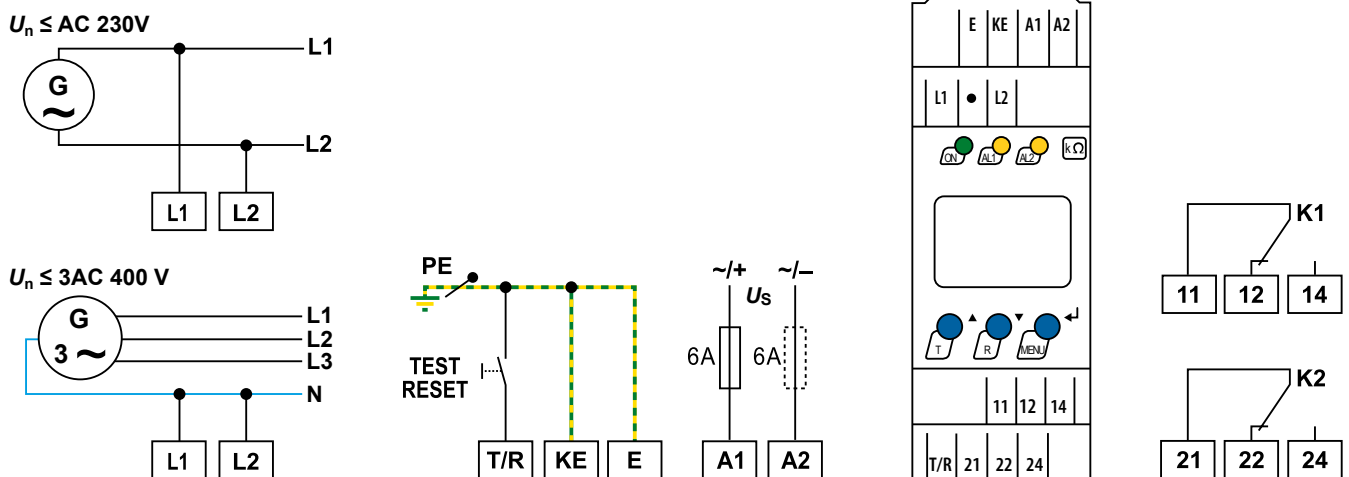 Un ≤ AC 230V
G
~
L1
L2
L1 L2
Un ≤ 3AC 400 V
G
3 ~
L1
L2
L3
N
L1 L2
PE
TEST
RESET
T/R KE E
~/+ ~/–
US
6A 6A
A1 A2
E KE A1 A2
L1 • L2
ON AL1 AL2 kΩ
T R MENU
11 12 14
T/R 21 22 24
K1
11 12 14
K2
21 22 24